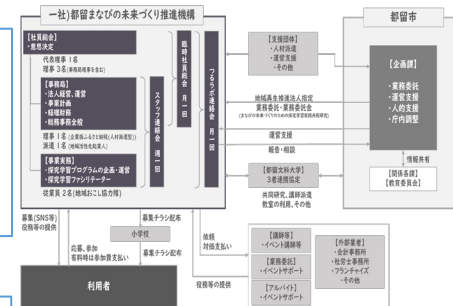 一社)都留まなびの未来づくり推進機構
【社員総会】
・意思決定
代表理事1名
理事3名(事務局理事を含む)
【事務局】
・法人経営、運営
・事業計画
・経理財務
・総務事務全般
理事1名(企業版ふるさと納税(人材派遣型))
派遣1名(地域活性化起業人)
【事業実務】
・探究学習プログラムの企画・運営
・探究学習ファシリテーター
従業員2名(地域おこし協力隊)
スタッフ連絡会 週一回
臨時社員総会 月一回
つるラボ連絡会 月一回
【支援団体】
・人材派遣
・運営支援
・その他
地域再生推進法人指定
業務委託・業務委託金
運営支援
報告・相談
【都留文科大学】
3者連携協定
共同研究、講師派遣
教室の利用、その他
都留市
【企画課】
・業務委託
・運営支援
・人的支援
・庁内調整
情報共有
【関係各課】
【教育委員会】
募集(SNS等)
役務等の提供
応募、参加
有料時は参加費支払い
募集チラシ配布
小学校
募集チラシ配布
利用者
依頼
対価支払い
役務等の提供
【講師等】
・イベント講師等
【業務委託】
・イベントサポート
【アルバイト】
・イベントサポート
【外部業者】
・会計事務所
・社労士事務所
・フランチャイズ
・その他